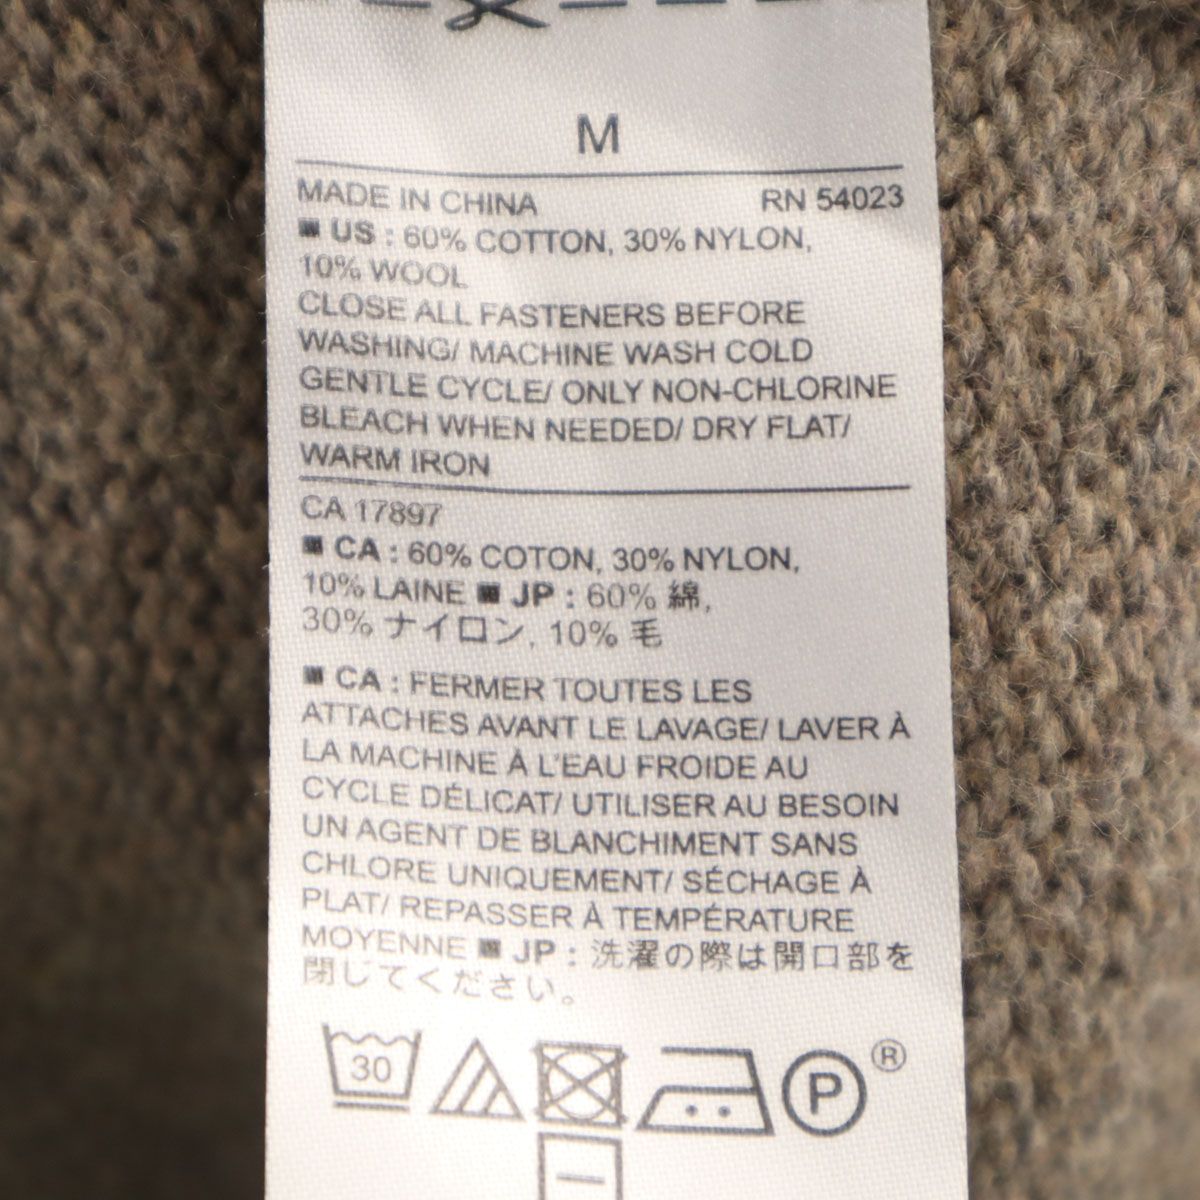 M
MADE IN CHINA RN 54023
■ US : 60% COTTON, 30% NYLON,
10% WOOL
CLOSE ALL FASTENERS BEFORE
WASHING/ MACHINE WASH COLD
GENTLE CYCLE/ ONLY NON-CHLORINE
BLEACH WHEN NEEDED/ DRY FLAT/
WARM IRON
CA 17897
■ CA : 60% COTON, 30% NYLON,
10% LAINE ■ JP : 60% 綿,
30% ナイロン, 10% 毛
■ CA : FERMER TOUTES LES
ATTACHES AVANT LE LAVAGE/ LAVER À
LA MACHINE À L'EAU FROIDE AU
CYCLE DÉLICAT/ UTILISER AU BESOIN
UN AGENT DE BLANCHIMENT SANS
CHLORE UNIQUEMENT/ SÉCHAGE À
PLAT/ REPASSER À TEMPÉRATURE
MOYENNE ■ JP : 洗濯の際は開口部を
閉じてください。
30 P ®